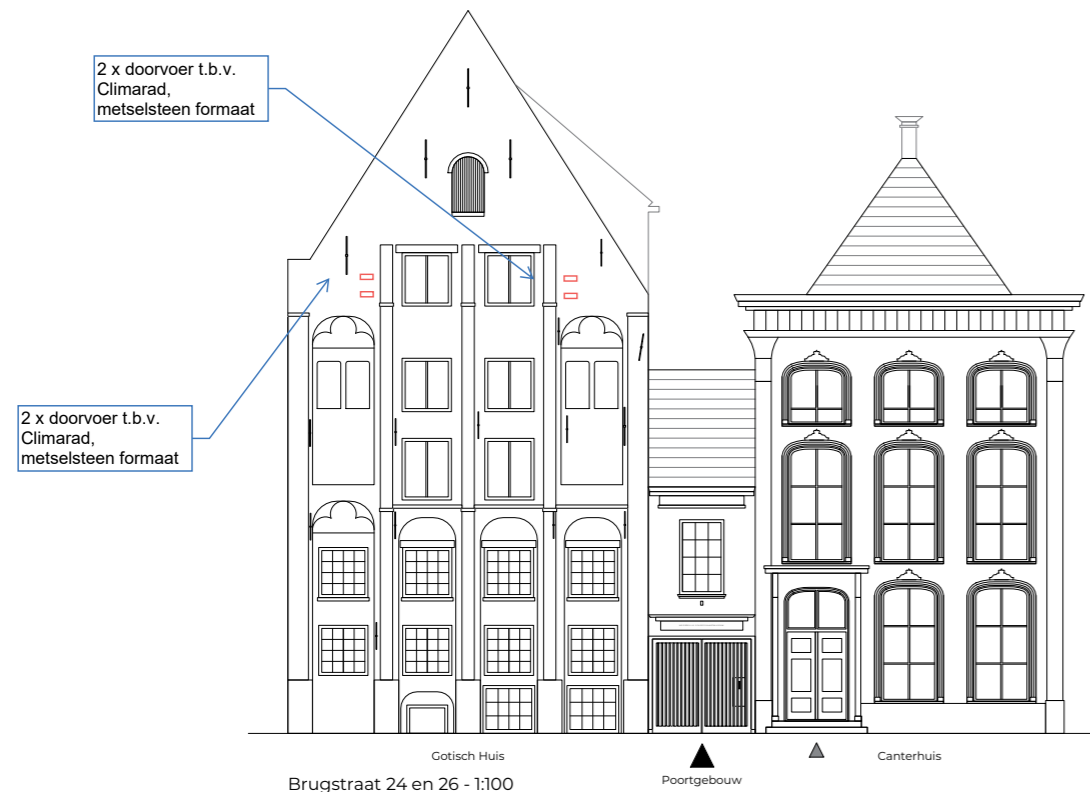 2 x doorvoer t.b.v.
Climarad,
metselsteen formaat
2 x doorvoer t.b.v.
Climarad,
metselsteen formaat
Gotisch Huis
Poortgebouw
Canterhuis
Brugstraat 24 en 26 - 1:100